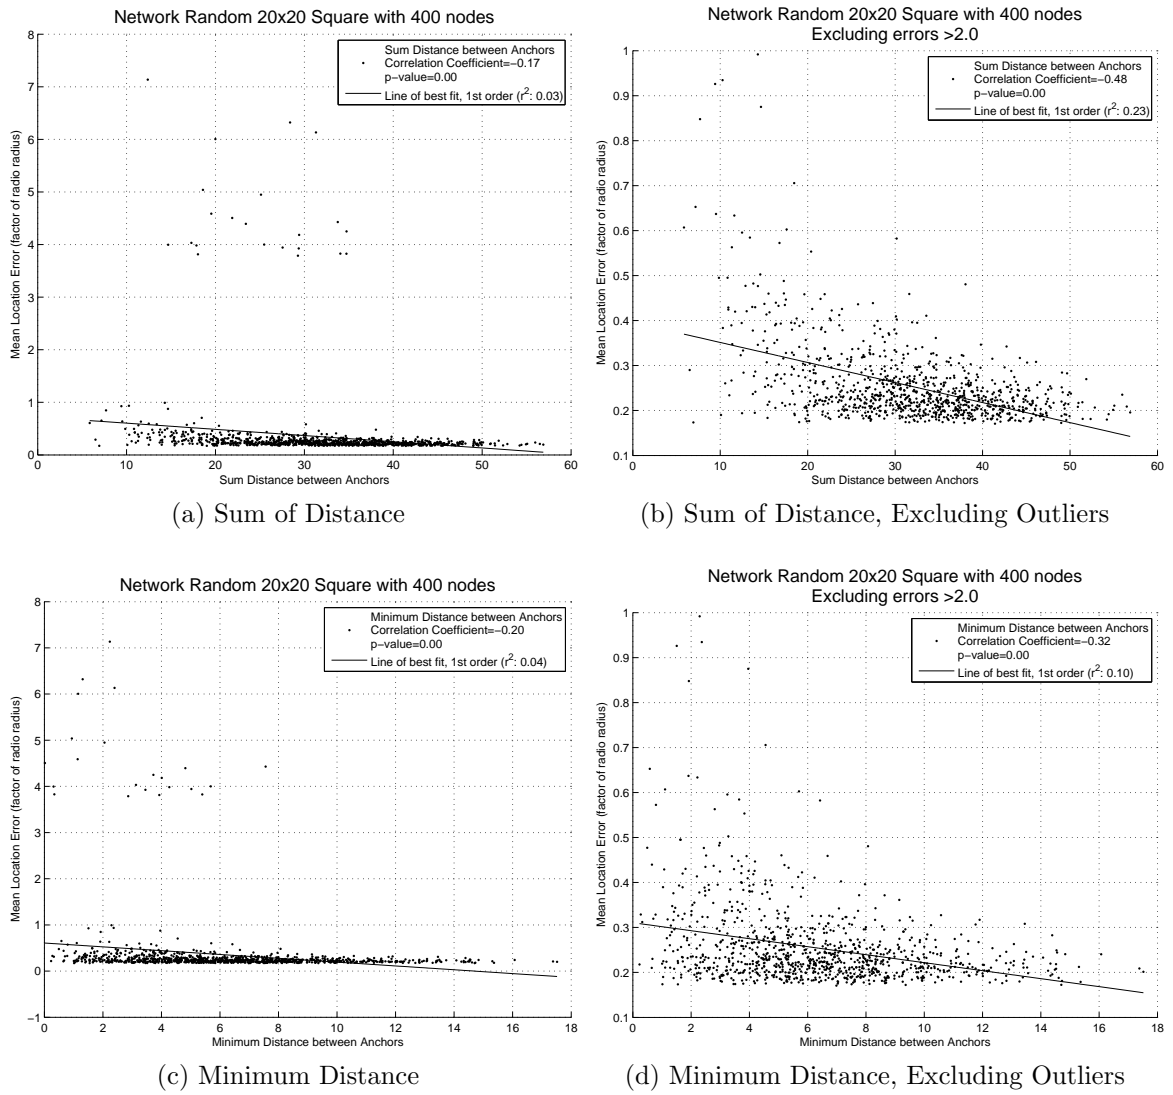 Network Random 20x20 Square with 400 nodes
8
7
6
5
4
3
2
1
0
Mean Location Error (factor of radio radius)
Sum Distance between Anchors
Correlation Coefficient=−0.17
p−value=0.00
Line of best fit, 1st order (r²: 0.03)
0 10 20 30 40 50 60
Sum Distance between Anchors
(a) Sum of Distance
Network Random 20x20 Square with 400 nodes
Excluding errors >2.0
1
0.9
0.8
0.7
0.6
0.5
0.4
0.3
0.2
0.1
Mean Location Error (factor of radio radius)
Sum Distance between Anchors
Correlation Coefficient=−0.48
p−value=0.00
Line of best fit, 1st order (r²: 0.23)
0 10 20 30 40 50 60
Sum Distance between Anchors
(b) Sum of Distance, Excluding Outliers
Network Random 20x20 Square with 400 nodes
8
7
6
5
4
3
2
1
0
−1
Mean Location Error (factor of radio radius)
Minimum Distance between Anchors
Correlation Coefficient=−0.20
p−value=0.00
Line of best fit, 1st order (r²: 0.04)
0 2 4 6 8 10 12 14 16 18
Minimum Distance between Anchors
(c) Minimum Distance
Network Random 20x20 Square with 400 nodes
Excluding errors >2.0
1
0.9
0.8
0.7
0.6
0.5
0.4
0.3
0.2
0.1
Mean Location Error (factor of radio radius)
Minimum Distance between Anchors
Correlation Coefficient=−0.32
p−value=0.00
Line of best fit, 1st order (r²: 0.10)
0 2 4 6 8 10 12 14 16 18
Minimum Distance between Anchors
(d) Minimum Distance, Excluding Outliers